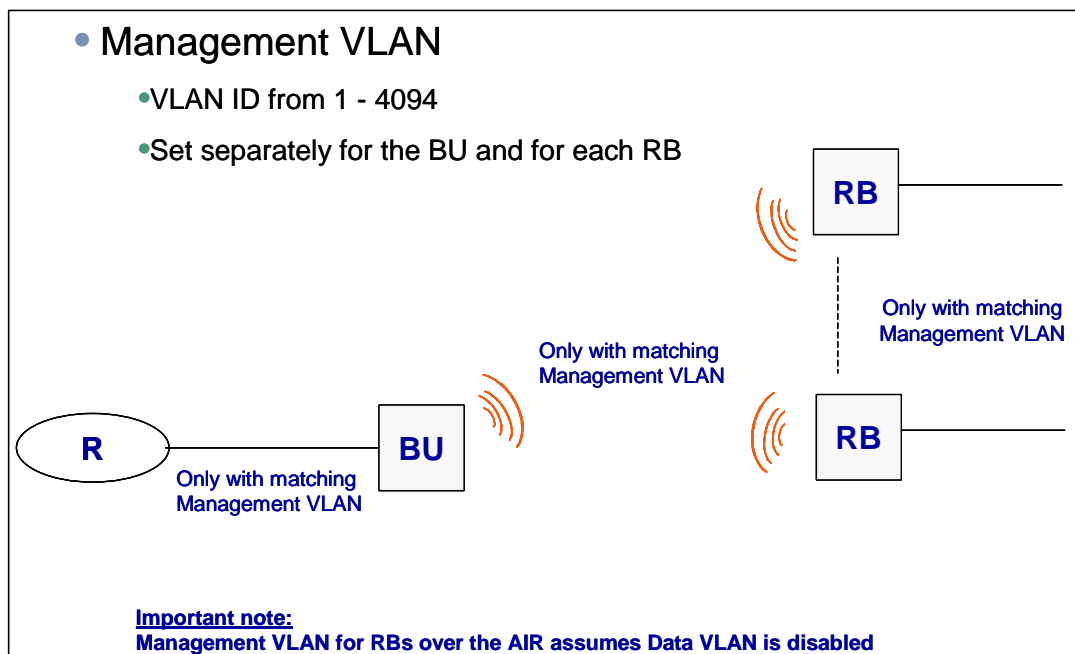 • Management VLAN
•VLAN ID from 1 - 4094
•Set separately for the BU and for each RB
RB
Only with matching
Management VLAN
Only with matching
Management VLAN
R
BU
RB
Only with matching
Management VLAN
Important note:
Management VLAN for RBs over the AIR assumes Data VLAN is disabled